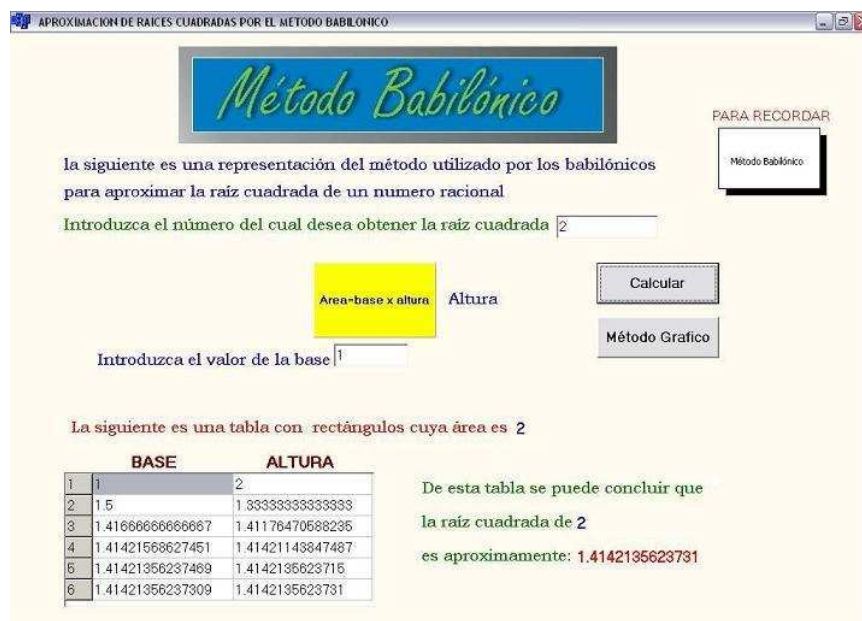 APROXIMACION DE RAICES CUADRADAS POR EL METODO BABILONICO
Método Babilónico
PARA RECORDAR
Método Babilónico
la siguiente es una representación del método utilizado por los babilónicos
para aproximar la raíz cuadrada de un numero racional
Introduzca el número del cual desea obtener la raíz cuadrada 2
Area=base x altura
Altura
Calcular
Método Grafico
Introduzca el valor de la base 1
La siguiente es una tabla con rectángulos cuya área es 2
BASE ALTURA
1 1 2
2 1.5 1.33333333333333
3 1.41666666666667 1.41176470588235
4 1.41421568627451 1.41421143847487
5 1.41421356237469 1.4142135623715
6 1.41421356237309 1.4142135623731
De esta tabla se puede concluir que
la raíz cuadrada de 2
es aproximamente: 1.4142135623731